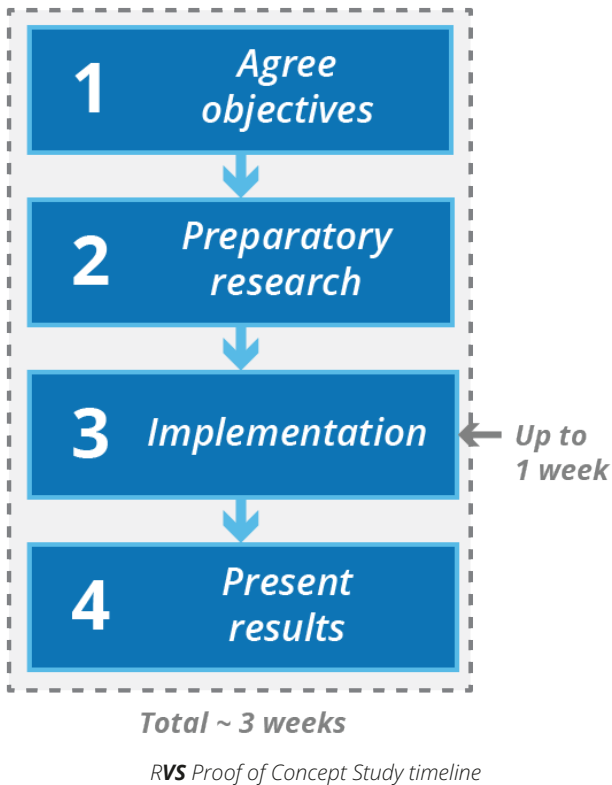 1
Agree
objectives
2
Preparatory
research
3
Implementation
Up to
1 week
4
Present
results
Total ~ 3 weeks
RVS Proof of Concept Study timeline